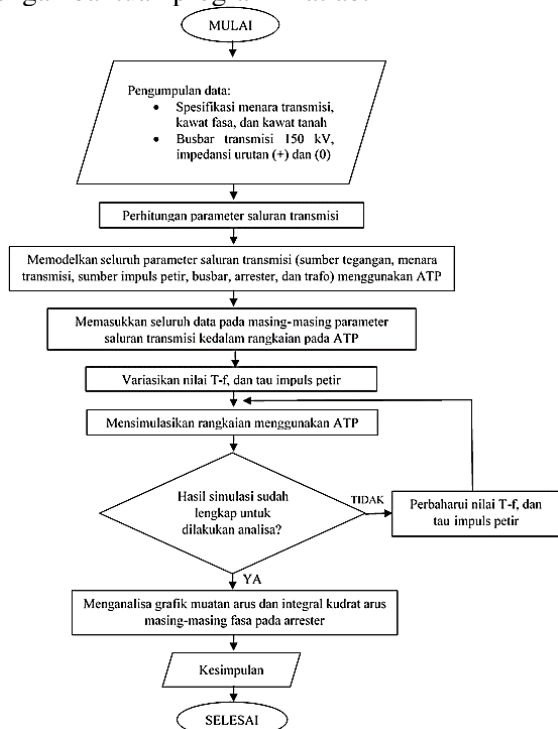 MULAI
Pengumpulan data:
• Spesifikasi menara transmisi,
kawat fasa, dan kawat tanah
• Busbar transmisi 150 kV,
impedansi urutan (+) dan (0)
Perhitungan parameter saluran transmisi
Memodelkan seluruh parameter saluran transmisi (sumber tegangan, menara
transmisi, sumber impuls petir, busbar, arrester, dan trafo) menggunakan ATP
Memasukkan seluruh data pada masing-masing parameter
saluran transmisi kedalam rangkaian pada ATP
Variasikan nilai T-f, dan tau impuls petir
Mensimulasikan rangkaian menggunakan ATP
Hasil simulasi sudah
lengkap untuk
dilakukan analisa?
TIDAK
Perbaharui nilai T-f, dan
tau impuls petir
YA
Menganalisa grafik muatan arus dan integral kudrat arus
masing-masing fasa pada arrester
Kesimpulan
SELESAI